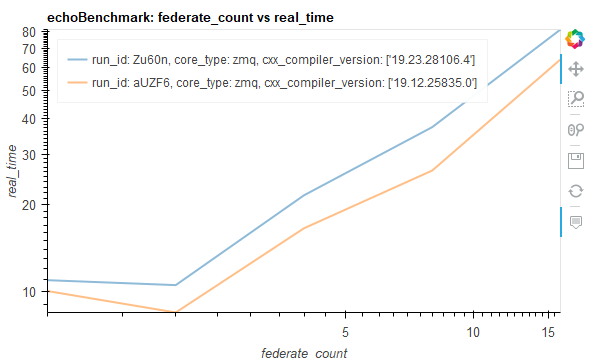 echoBenchmark: federate_count vs real_time
run_id: Zu60n, core_type: zmq, cxx_compiler_version: ['19.23.28106.4']
run_id: aUZF6, core_type: zmq, cxx_compiler_version: ['19.12.25835.0']
real_time
80
70
60
50
40
30
20
10
5
10
15
federate_count